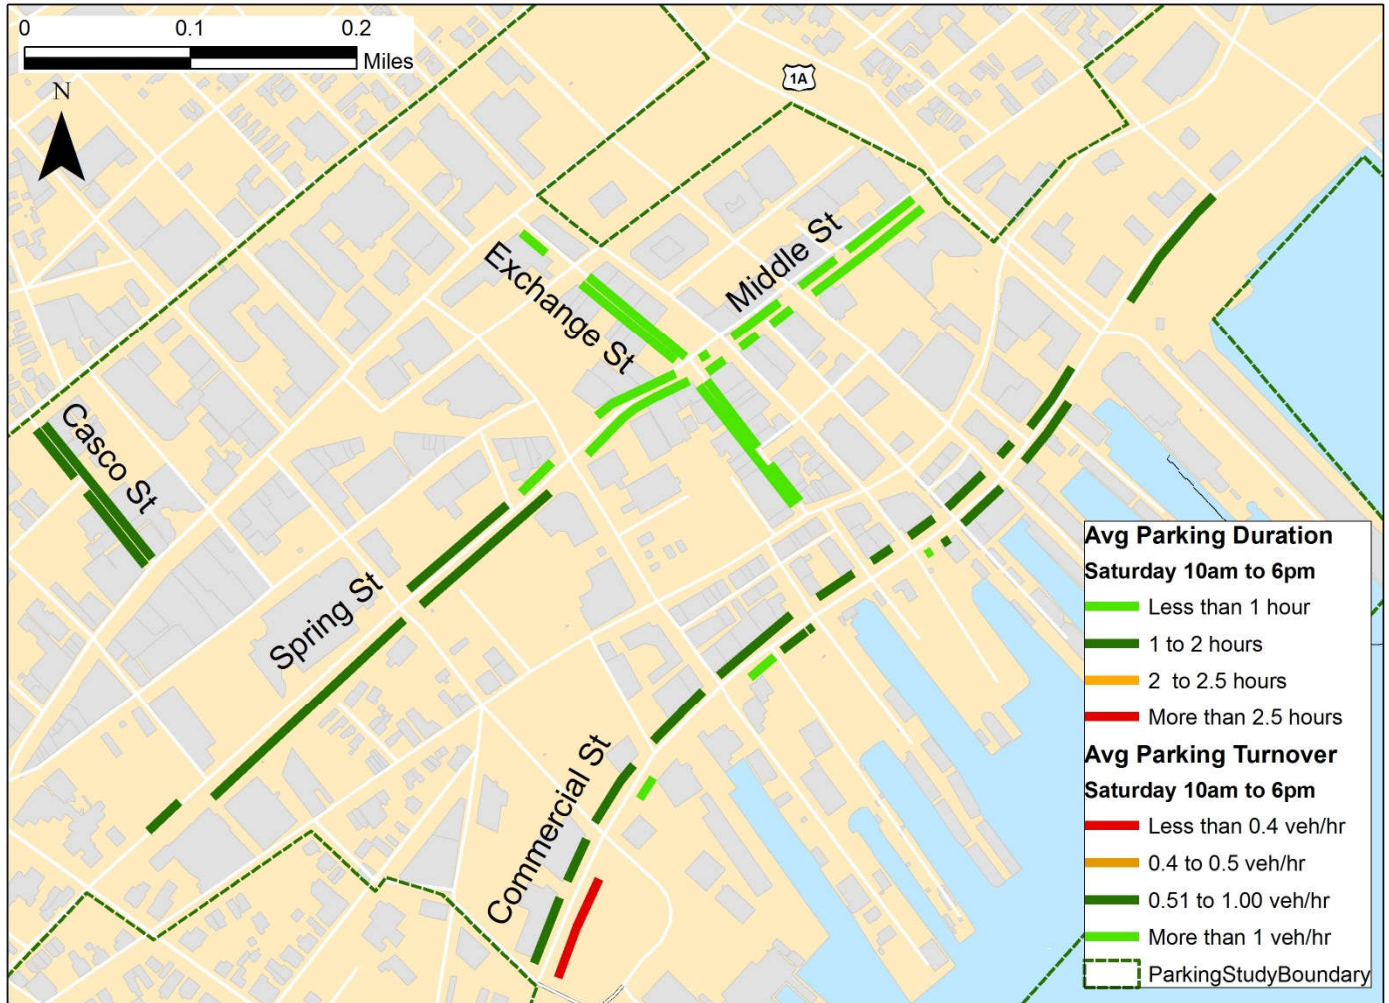 0 0.1 0.2
Miles
N
1A
Exchange St
Middle St
Casco St
Spring St
Commercial St
Avg Parking Duration
Saturday 10am to 6pm
Less than 1 hour
1 to 2 hours
2 to 2.5 hours
More than 2.5 hours
Avg Parking Turnover
Saturday 10am to 6pm
Less than 0.4 veh/hr
0.4 to 0.5 veh/hr
0.51 to 1.00 veh/hr
More than 1 veh/hr
ParkingStudyBoundary